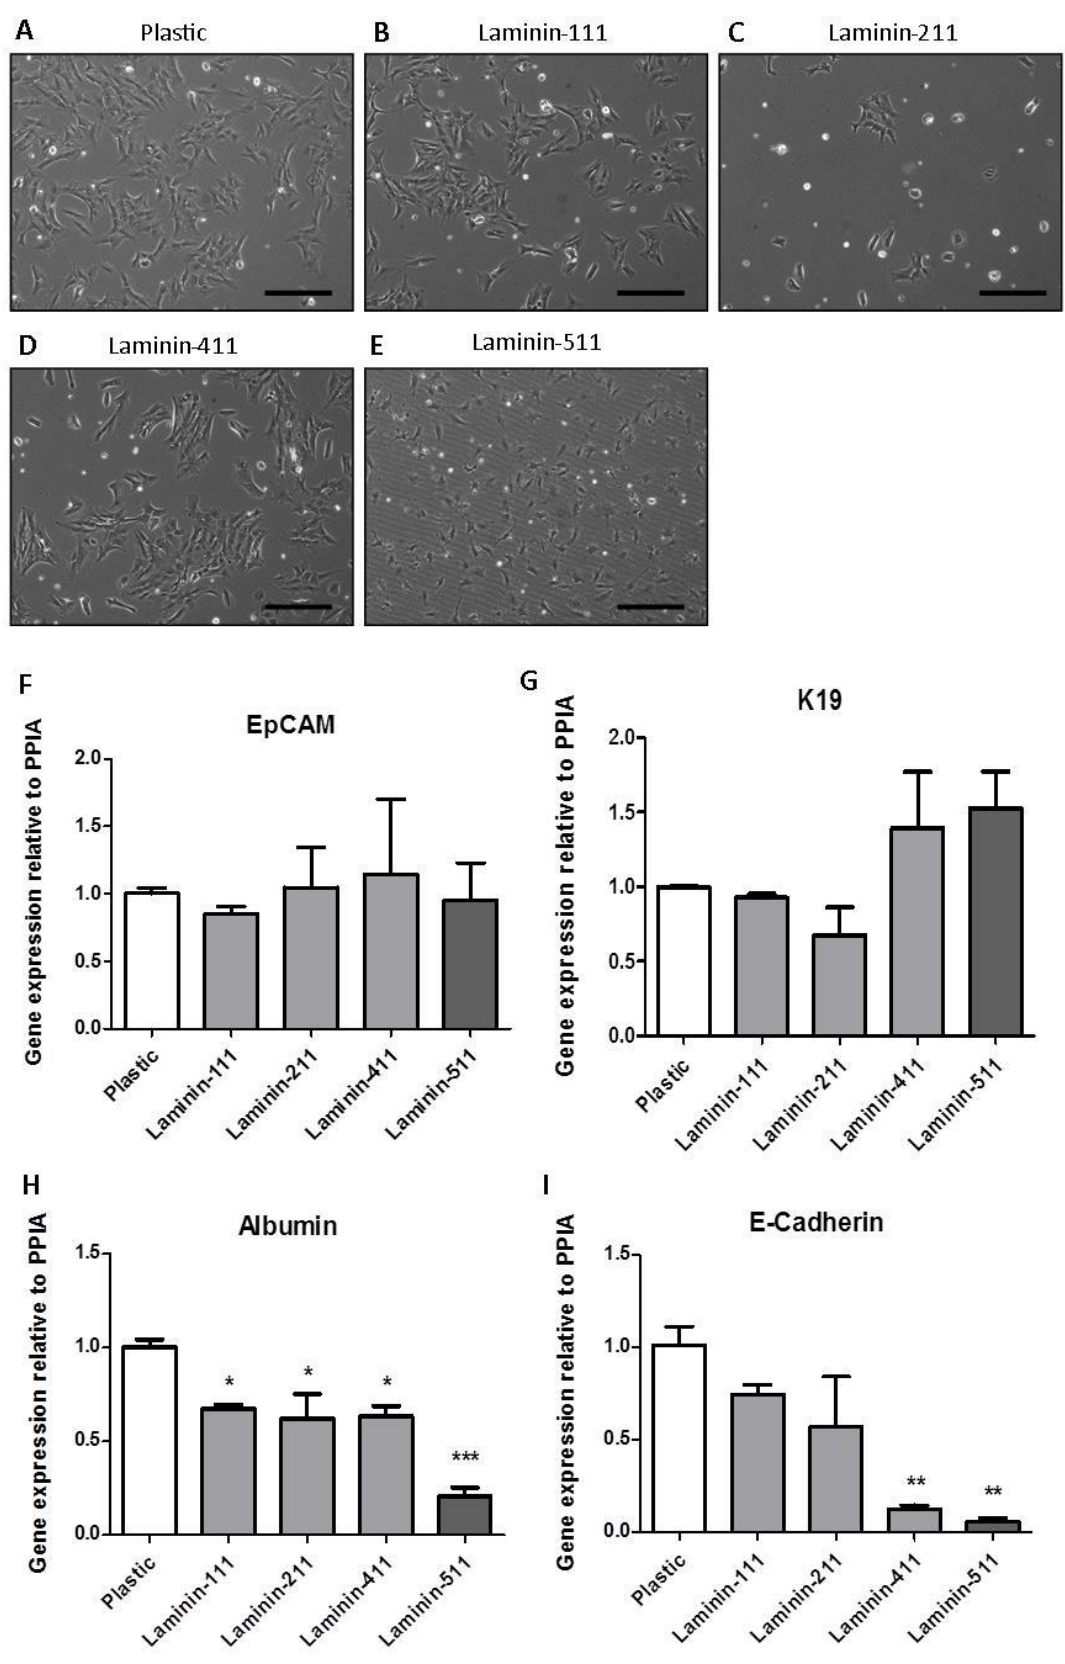 A Plastic B Laminin-111 C Laminin-211
D Laminin-411 E Laminin-511
F
EpCAM
Gene expression relative to PPIA
2.0
1.5
1.0
0.5
0.0
Plastic
Laminin-111
Laminin-211
Laminin-411
Laminin-511
G
K19
Gene expression relative to PPIA
2.0
1.5
1.0
0.5
0.0
Plastic
Laminin-111
Laminin-211
Laminin-411
Laminin-511
H
Albumin
Gene expression relative to PPIA
1.5
1.0
0.5
0.0
* * * ***
Plastic
Laminin-111
Laminin-211
Laminin-411
Laminin-511
I
E-Cadherin
Gene expression relative to PPIA
1.5
1.0
0.5
0.0
** **
Plastic
Laminin-111
Laminin-211
Laminin-411
Laminin-511